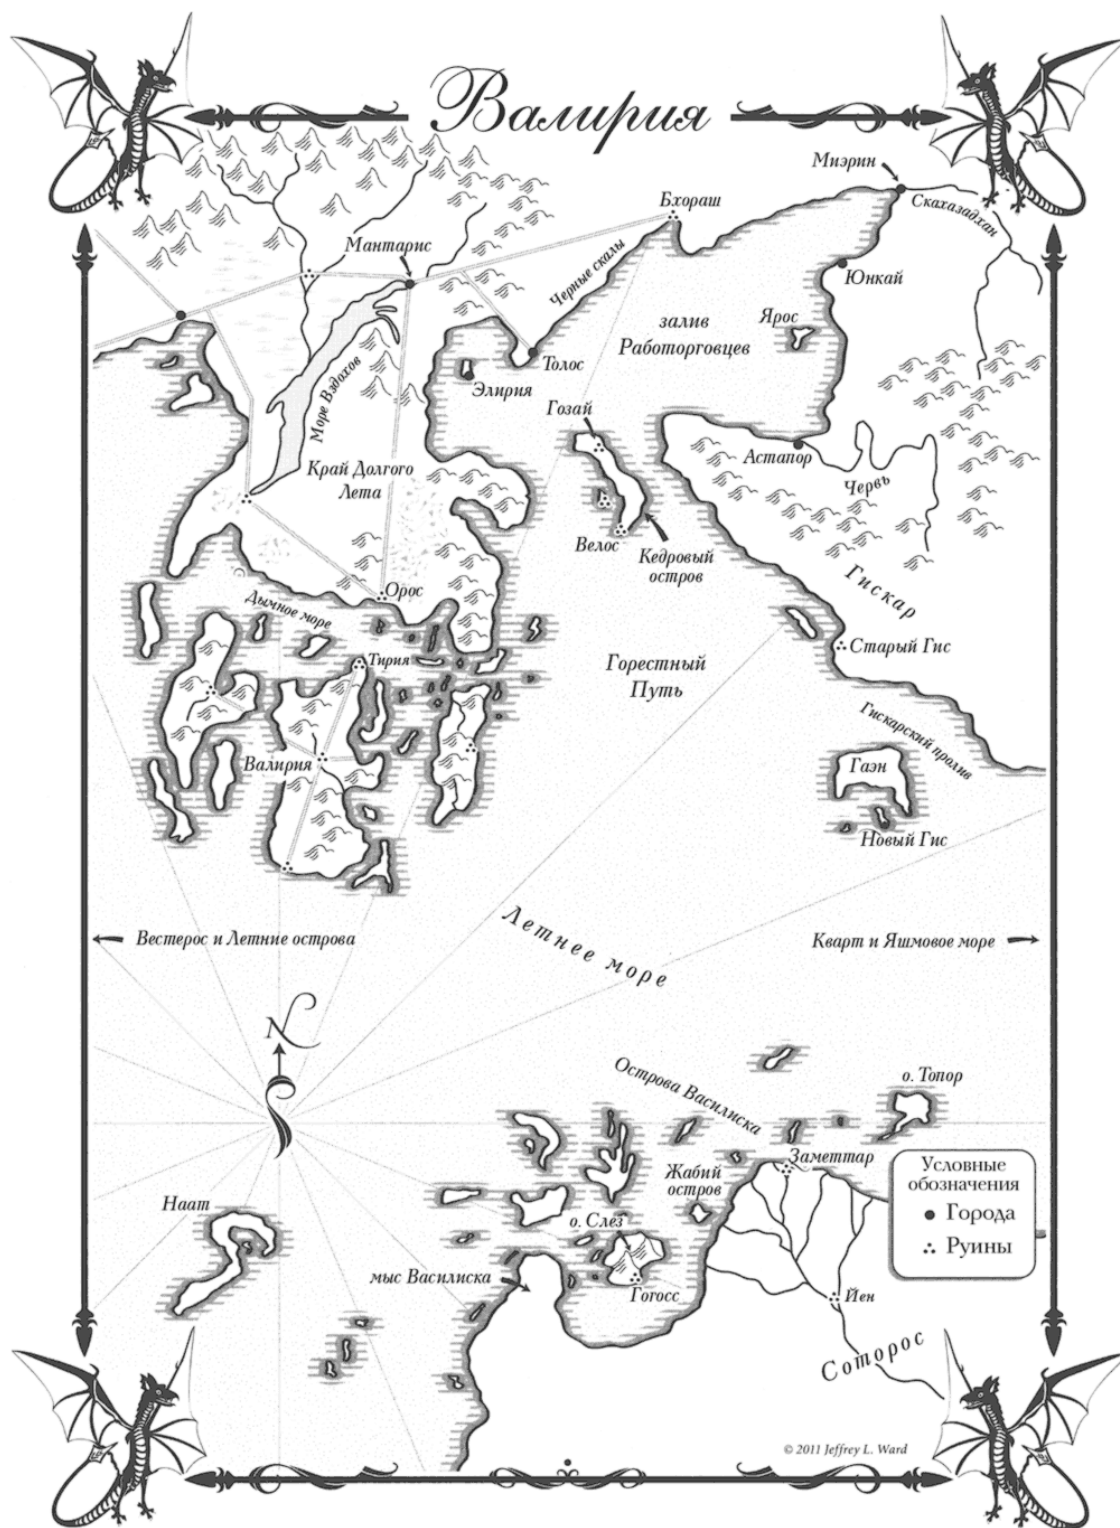 Валирия
Миэрин
Бхораш
Скахазадхан
Мантарис
Черные скалы
Юнкай
Ярос
залив
Работорговцев
Толос
Элирия
Море Вздохов
Гозай
Край Долгого
Лета
Астапор
Червь
Велос
Кедровый
остров
Гискар
Орос
Дымное море
Тирия
Старый Гис
Горестный
Путь
Гискарский пролив
Валирия
Гаэн
Новый Гис
Летнее море
Вестерос и Летние острова
Кварт и Яшмовое море
N
Острова Василиска
о. Топор
Заметтар
Жабий
остров
Условные
обозначения
Города
Руины
Наат
о. Слез
мыс Василиска
Гогосс
Йен
Соторос
© 2011 Jeffrey L. Ward